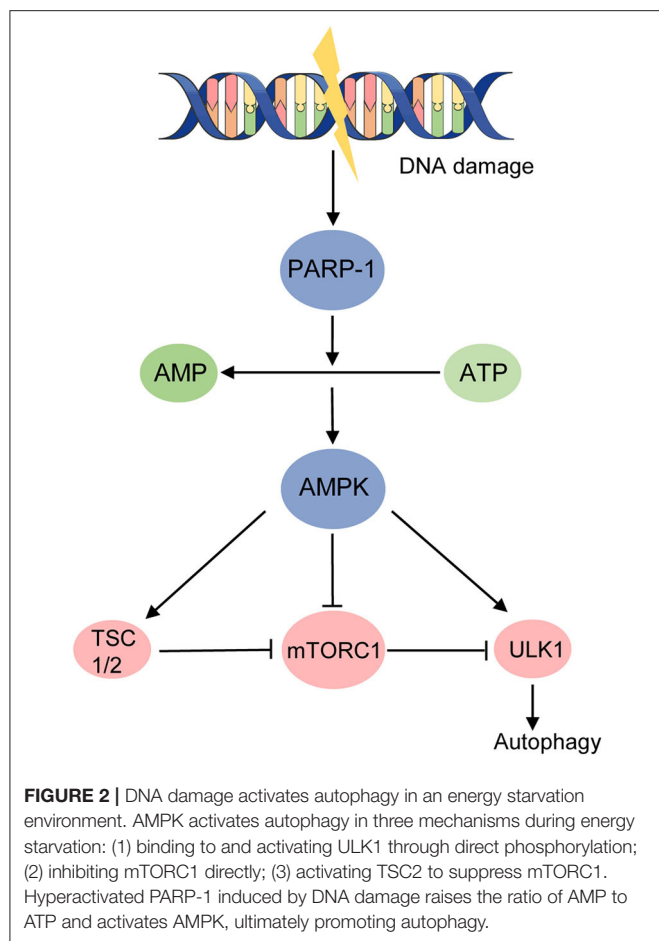 DNA damage
PARP-1
AMP
ATP
AMPK
TSC
1/2
mTORC1
ULK1
Autophagy
FIGURE 2 | DNA damage activates autophagy in an energy starvation
environment. AMPK activates autophagy in three mechanisms during energy
starvation: (1) binding to and activating ULK1 through direct phosphorylation;
(2) inhibiting mTORC1 directly; (3) activating TSC2 to suppress mTORC1.
Hyperactivated PARP-1 induced by DNA damage raises the ratio of AMP to
ATP and activates AMPK, ultimately promoting autophagy.